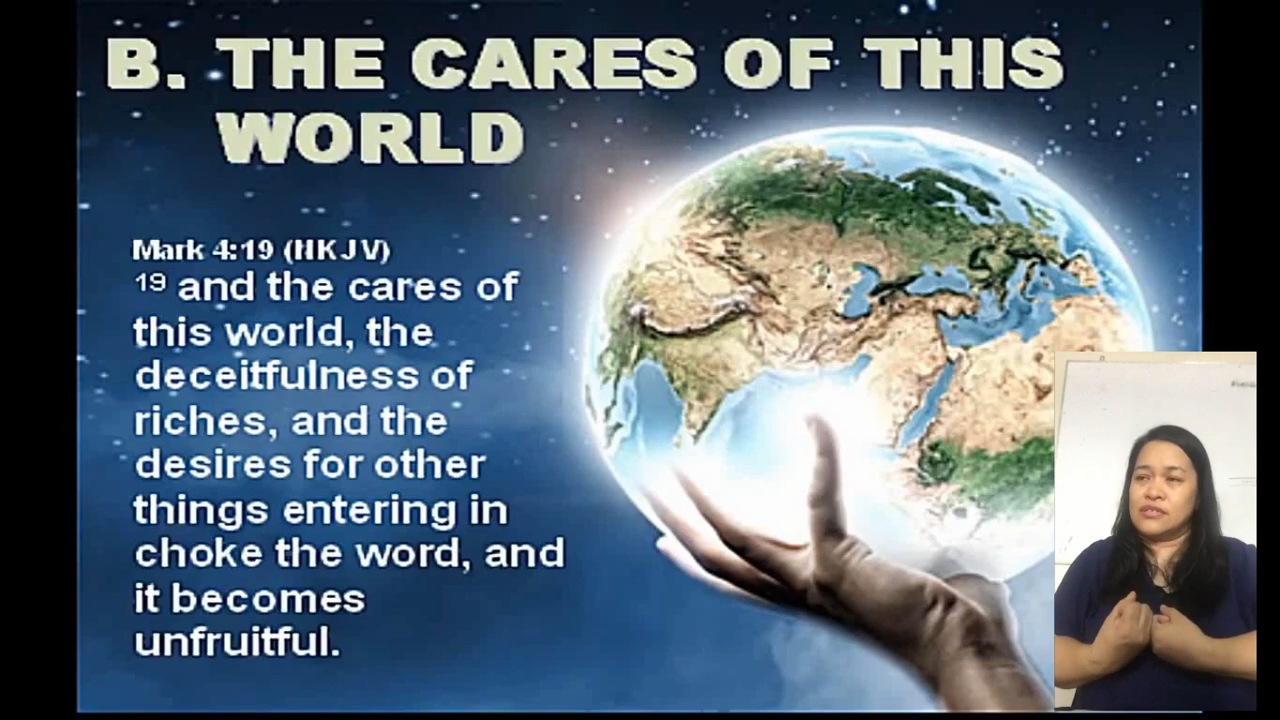 B. THE CARES OF THIS
WORLD
Mark 4:19 (NKJV)
19 and the cares of
this world, the
deceitfulness of
riches, and the
desires for other
things entering in
choke the word, and
it becomes
unfruitful.